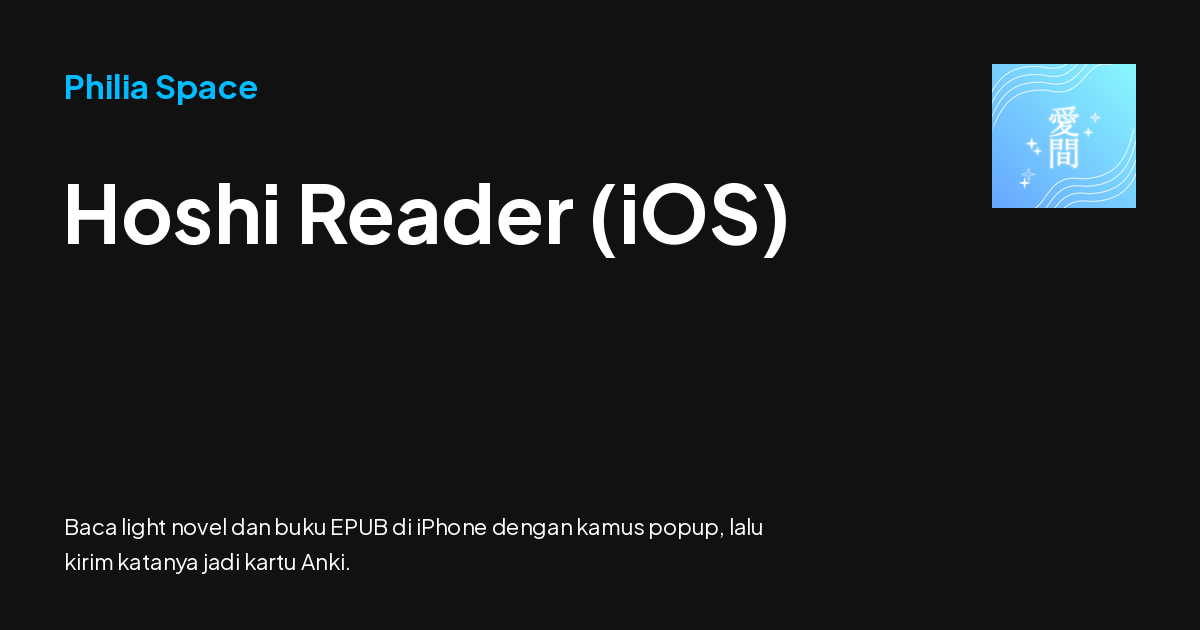 Philia Space
愛間
Hoshi Reader (iOS)
Baca light novel dan buku EPUB di iPhone dengan kamus popup, lalu
kirim katanya jadi kartu Anki.